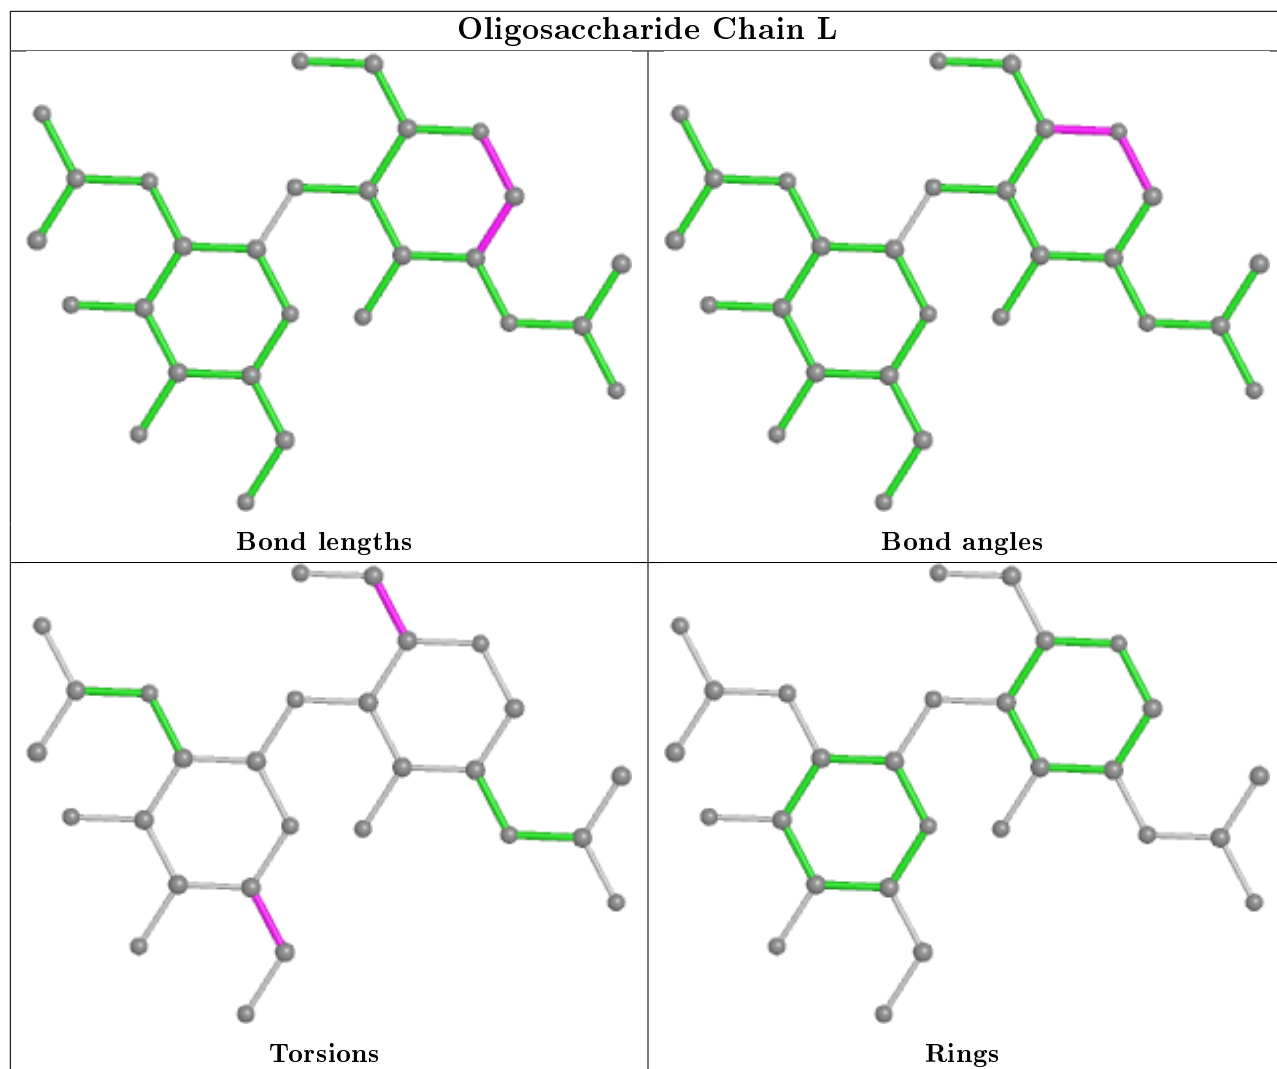 Oligosaccharide Chain L
Bond lengths
Bond angles
Torsions
Rings